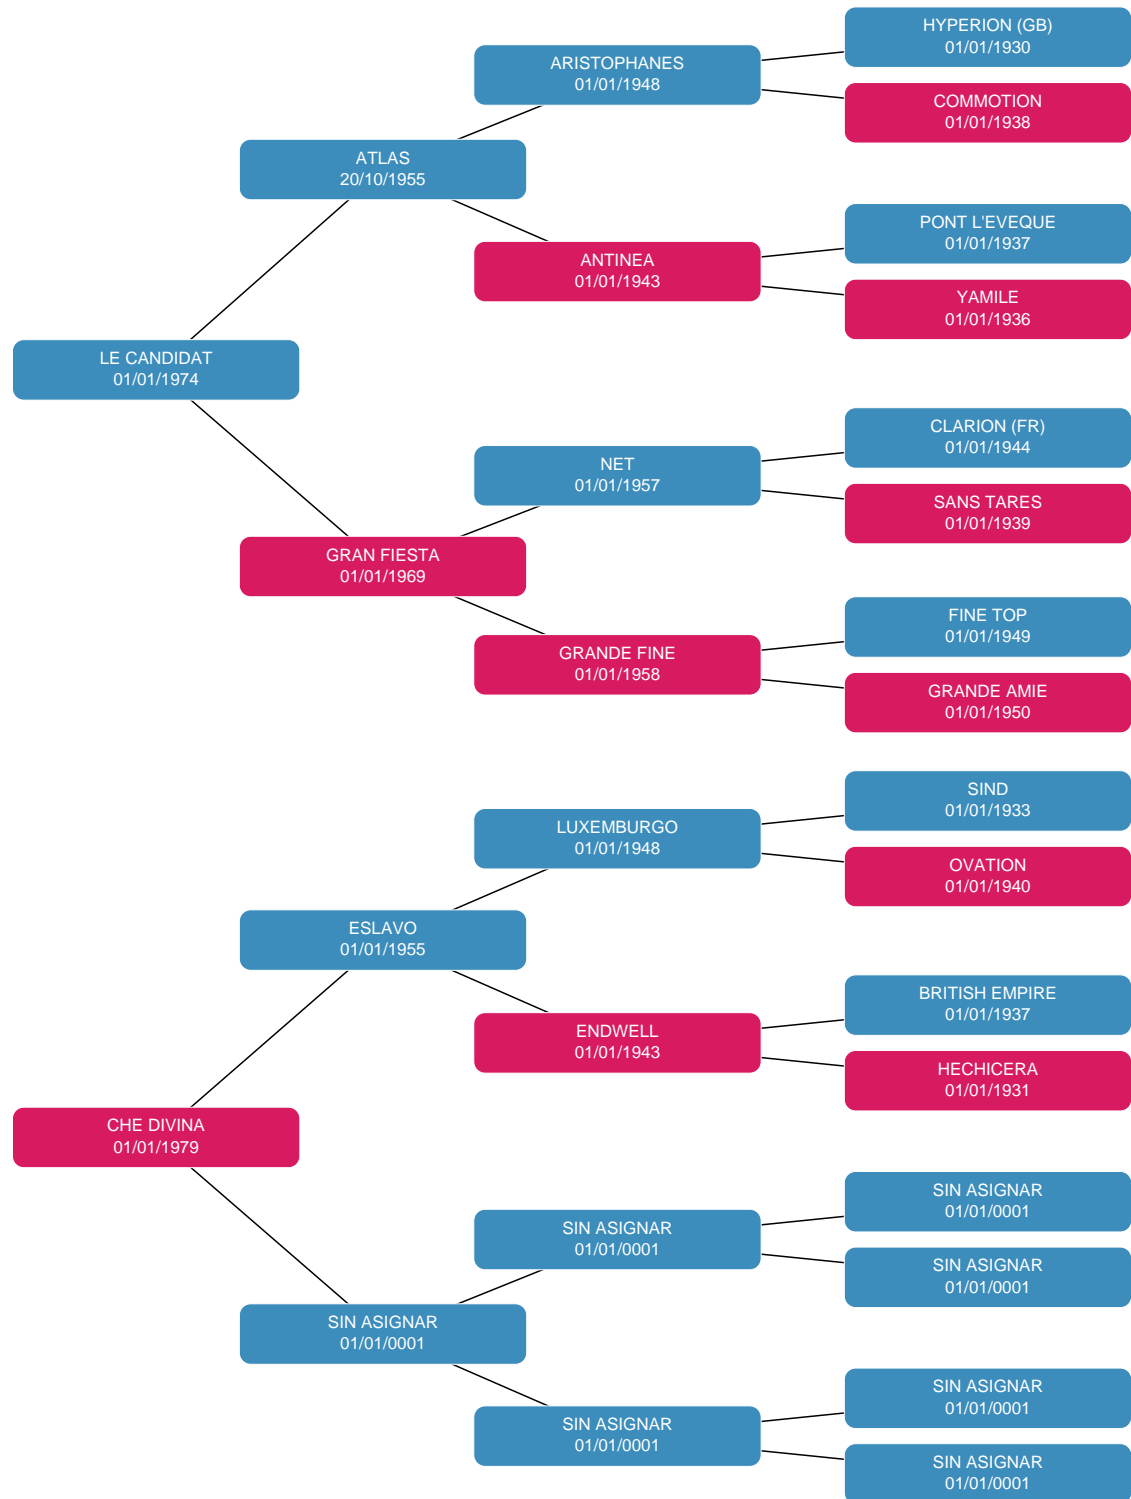 HYPERION (GB)
01/01/1930
ARISTOPHANES
01/01/1948
COMMOTION
01/01/1938
ATLAS
20/10/1955
PONT L'EVEQUE
01/01/1937
ANTINEA
01/01/1943
YAMILE
01/01/1936
LE CANDIDAT
01/01/1974
CLARION (FR)
01/01/1944
NET
01/01/1957
SANS TARES
01/01/1939
GRAN FIESTA
01/01/1969
FINE TOP
01/01/1949
GRANDE FINE
01/01/1958
GRANDE AMIE
01/01/1950
SIND
01/01/1933
LUXEMBURGO
01/01/1948
OVATION
01/01/1940
ESLAVO
01/01/1955
BRITISH EMPIRE
01/01/1937
ENDWELL
01/01/1943
HECHICERA
01/01/1931
CHE DIVINA
01/01/1979
SIN ASIGNAR
01/01/0001
SIN ASIGNAR
01/01/0001
SIN ASIGNAR
01/01/0001
SIN ASIGNAR
01/01/0001
SIN ASIGNAR
01/01/0001
SIN ASIGNAR
01/01/0001
SIN ASIGNAR
01/01/0001